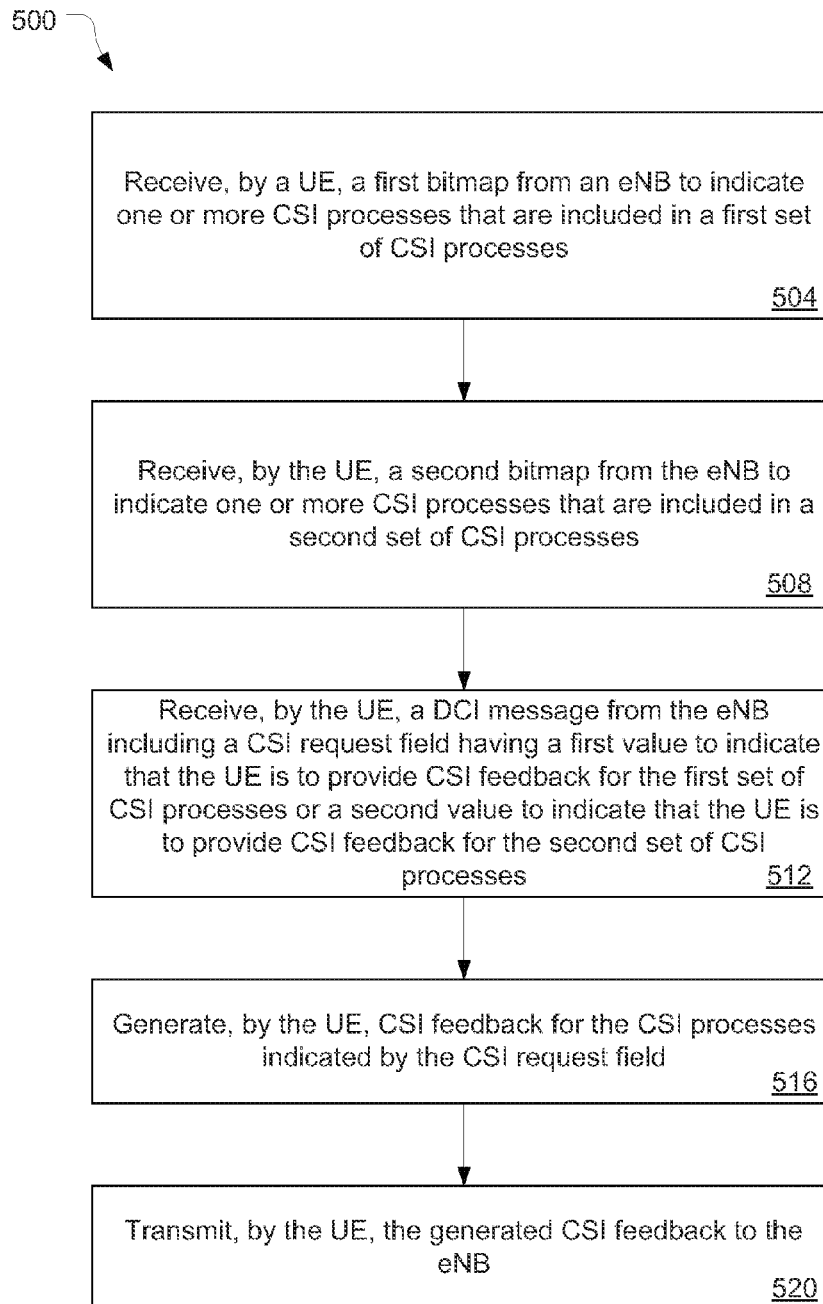 500
Receive, by a UE, a first bitmap from an eNB to indicate
one or more CSI processes that are included in a first set
of CSI processes
504
Receive, by the UE, a second bitmap from the eNB to
indicate one or more CSI processes that are included in a
second set of CSI processes
508
Receive, by the UE, a DCI message from the eNB
including a CSI request field having a first value to indicate
that the UE is to provide CSI feedback for the first set of
CSI processes or a second value to indicate that the UE is
to provide CSI feedback for the second set of CSI
processes
512
Generate, by the UE, CSI feedback for the CSI processes
indicated by the CSI request field
516
Transmit, by the UE, the generated CSI feedback to the
eNB
520